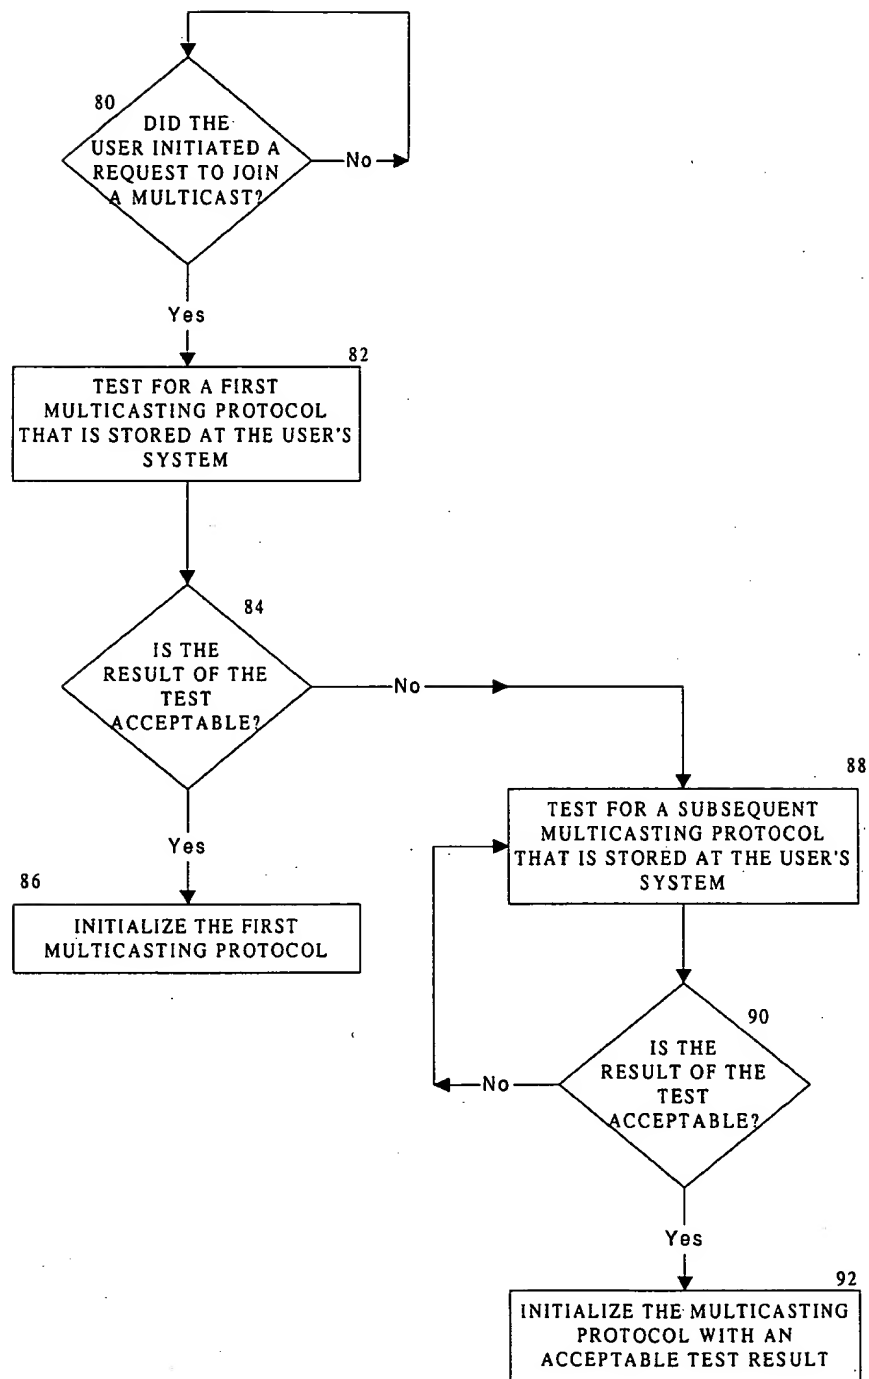 80
DID THE
USER INITIATED A
REQUEST TO JOIN
A MULTICAST?
No
Yes
82
TEST FOR A FIRST
MULTICASTING PROTOCOL
THAT IS STORED AT THE USER'S
SYSTEM
84
IS THE
RESULT OF THE
TEST
ACCEPTABLE?
No
Yes
86
INITIALIZE THE FIRST
MULTICASTING PROTOCOL
88
TEST FOR A SUBSEQUENT
MULTICASTING PROTOCOL
THAT IS STORED AT THE USER'S
SYSTEM
90
IS THE
RESULT OF THE
TEST
ACCEPTABLE?
No
Yes
92
INITIALIZE THE MULTICASTING
PROTOCOL WITH AN
ACCEPTABLE TEST RESULT